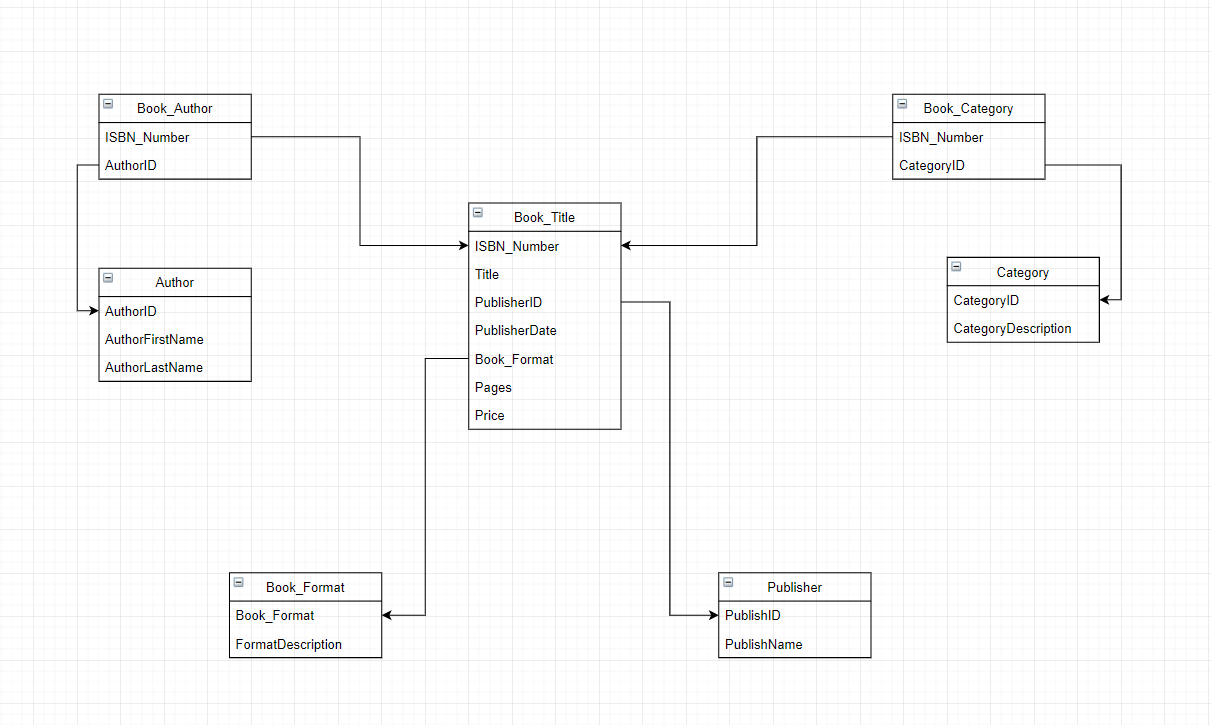 Book_Author
ISBN_Number
AuthorID
Book_Category
ISBN_Number
CategoryID
Book_Title
ISBN_Number
Title
PublisherID
PublisherDate
Book_Format
Pages
Price
Author
AuthorID
AuthorFirstName
AuthorLastName
Category
CategoryID
CategoryDescription
Book_Format
Book_Format
FormatDescription
Publisher
PublishID
PublishName